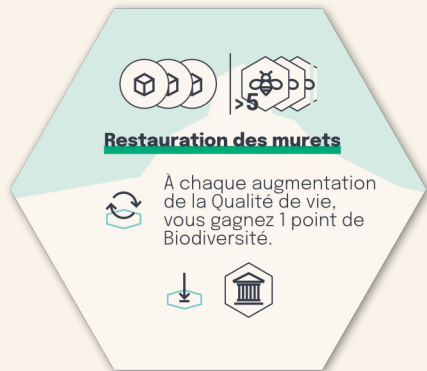 >5
Restauration des murets
À chaque augmentation
de la Qualité de vie,
vous gagnez 1 point de
Biodiversité.